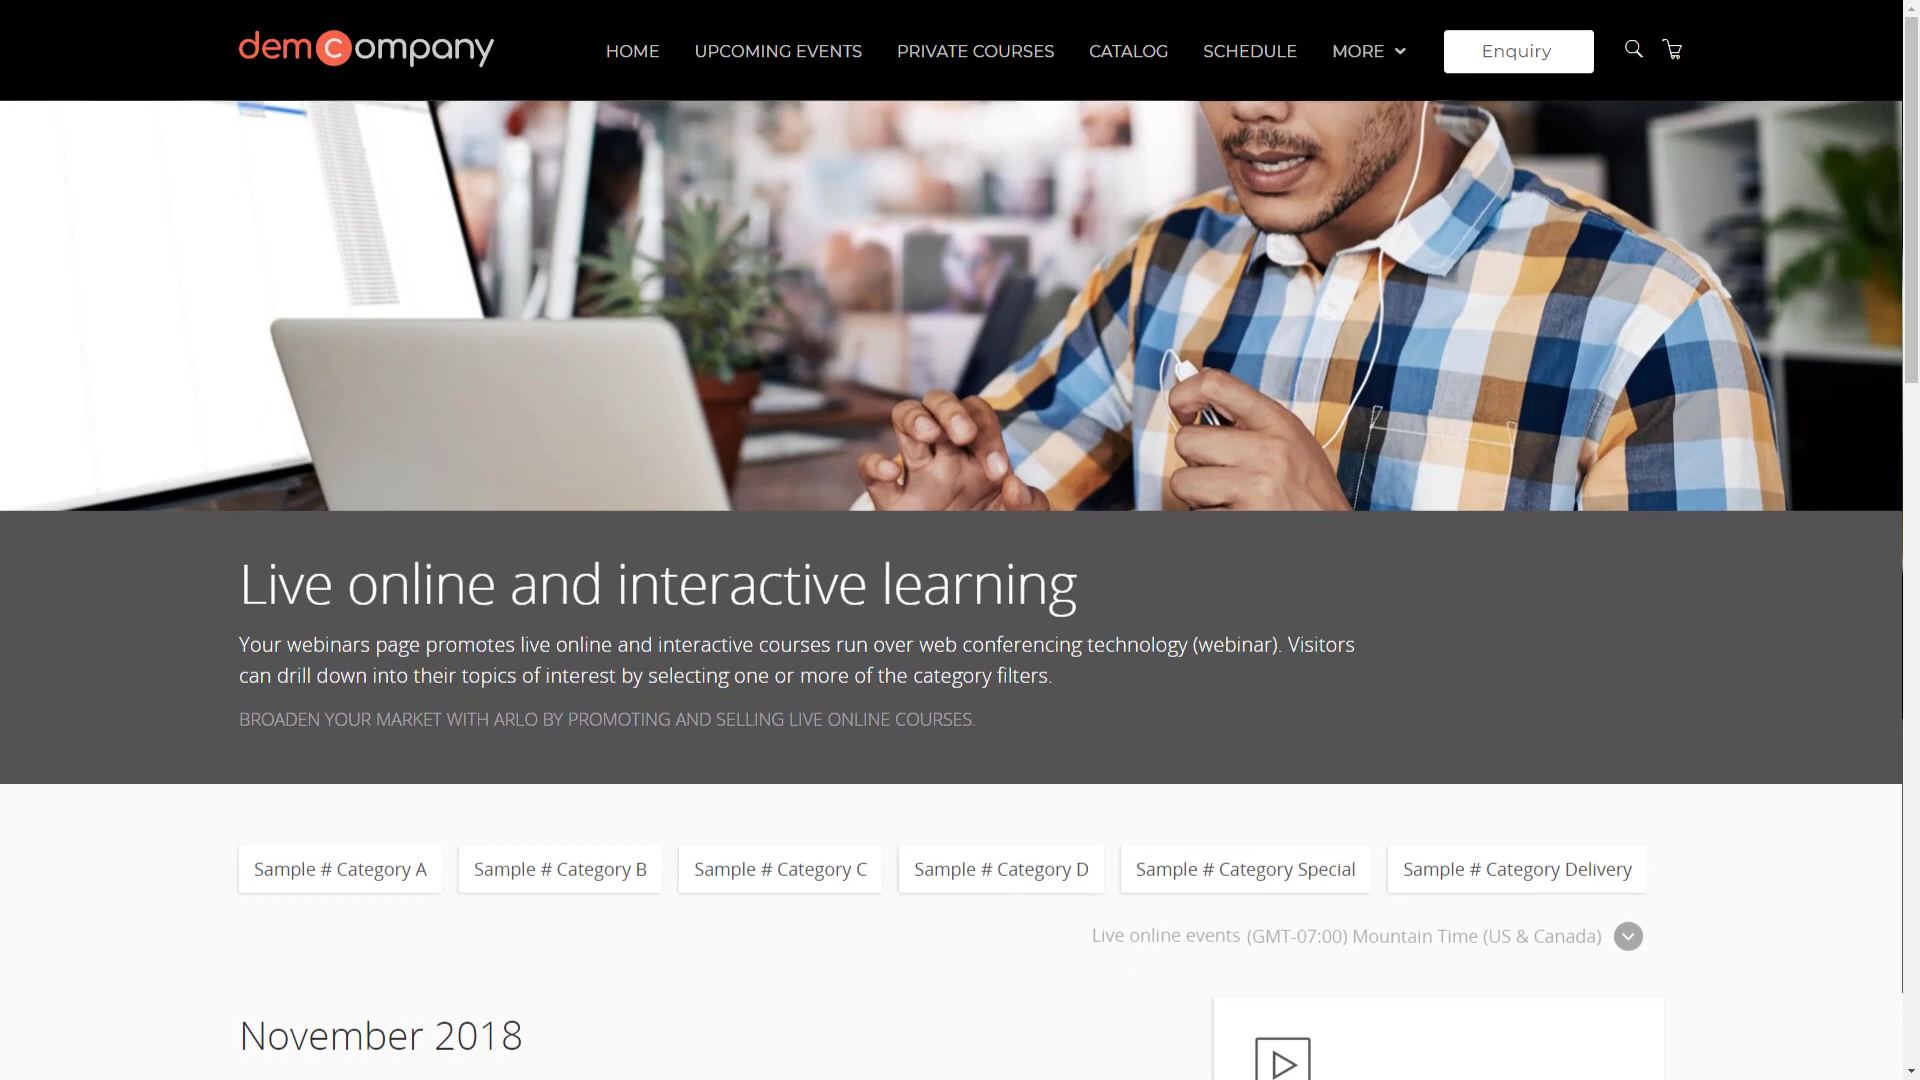 demcompany
HOME UPCOMING EVENTS PRIVATE COURSES CATALOG SCHEDULE MORE Enquiry
Live online and interactive learning
Your webinars page promotes live online and interactive courses run over web conferencing technology (webinar). Visitors
can drill down into their topics of interest by selecting one or more of the category filters.
BROADEN YOUR MARKET WITH ARLO BY PROMOTING AND SELLING LIVE ONLINE COURSES.
Sample # Category A Sample # Category B Sample # Category C Sample # Category D Sample # Category Special Sample # Category Delivery
Live online events (GMT-07:00) Mountain Time (US & Canada)
November 2018